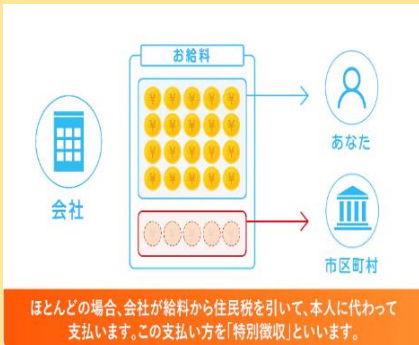 お給料
会社
あなた
市区町村
ほとんどの場合、会社が給料から住民税を引いて、本人に代わって
支払います。この支払い方を「特別徴収」といいます。